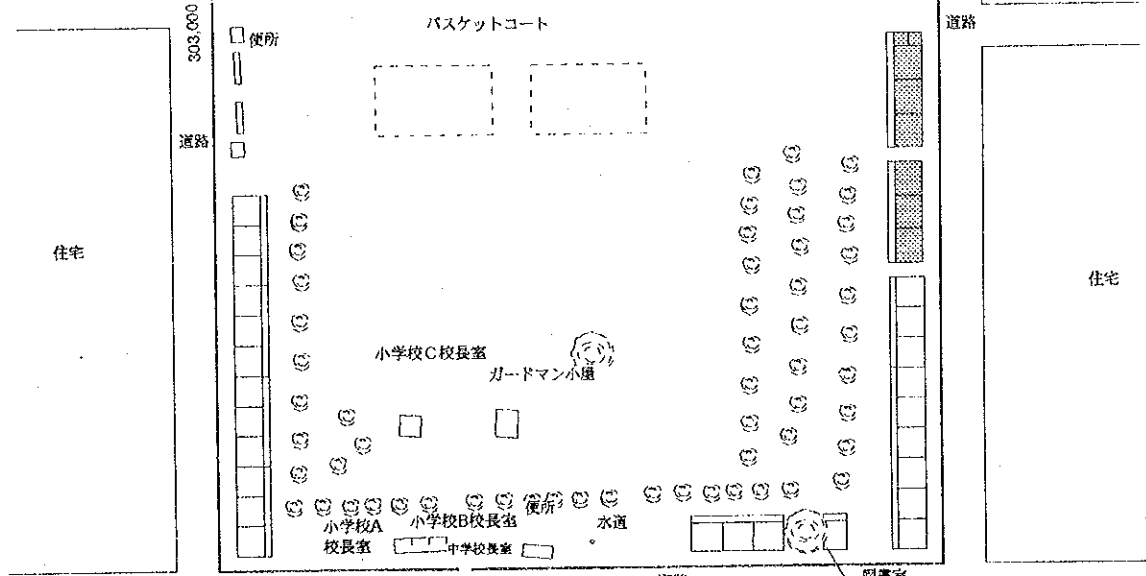 バスケットコート
道路
303,000
便所
道路
住宅
住宅
小学校C校長室
ガードマン小屋
便所
小学校A
校長室
小学校B校長室
水道
中学校長室
図書室